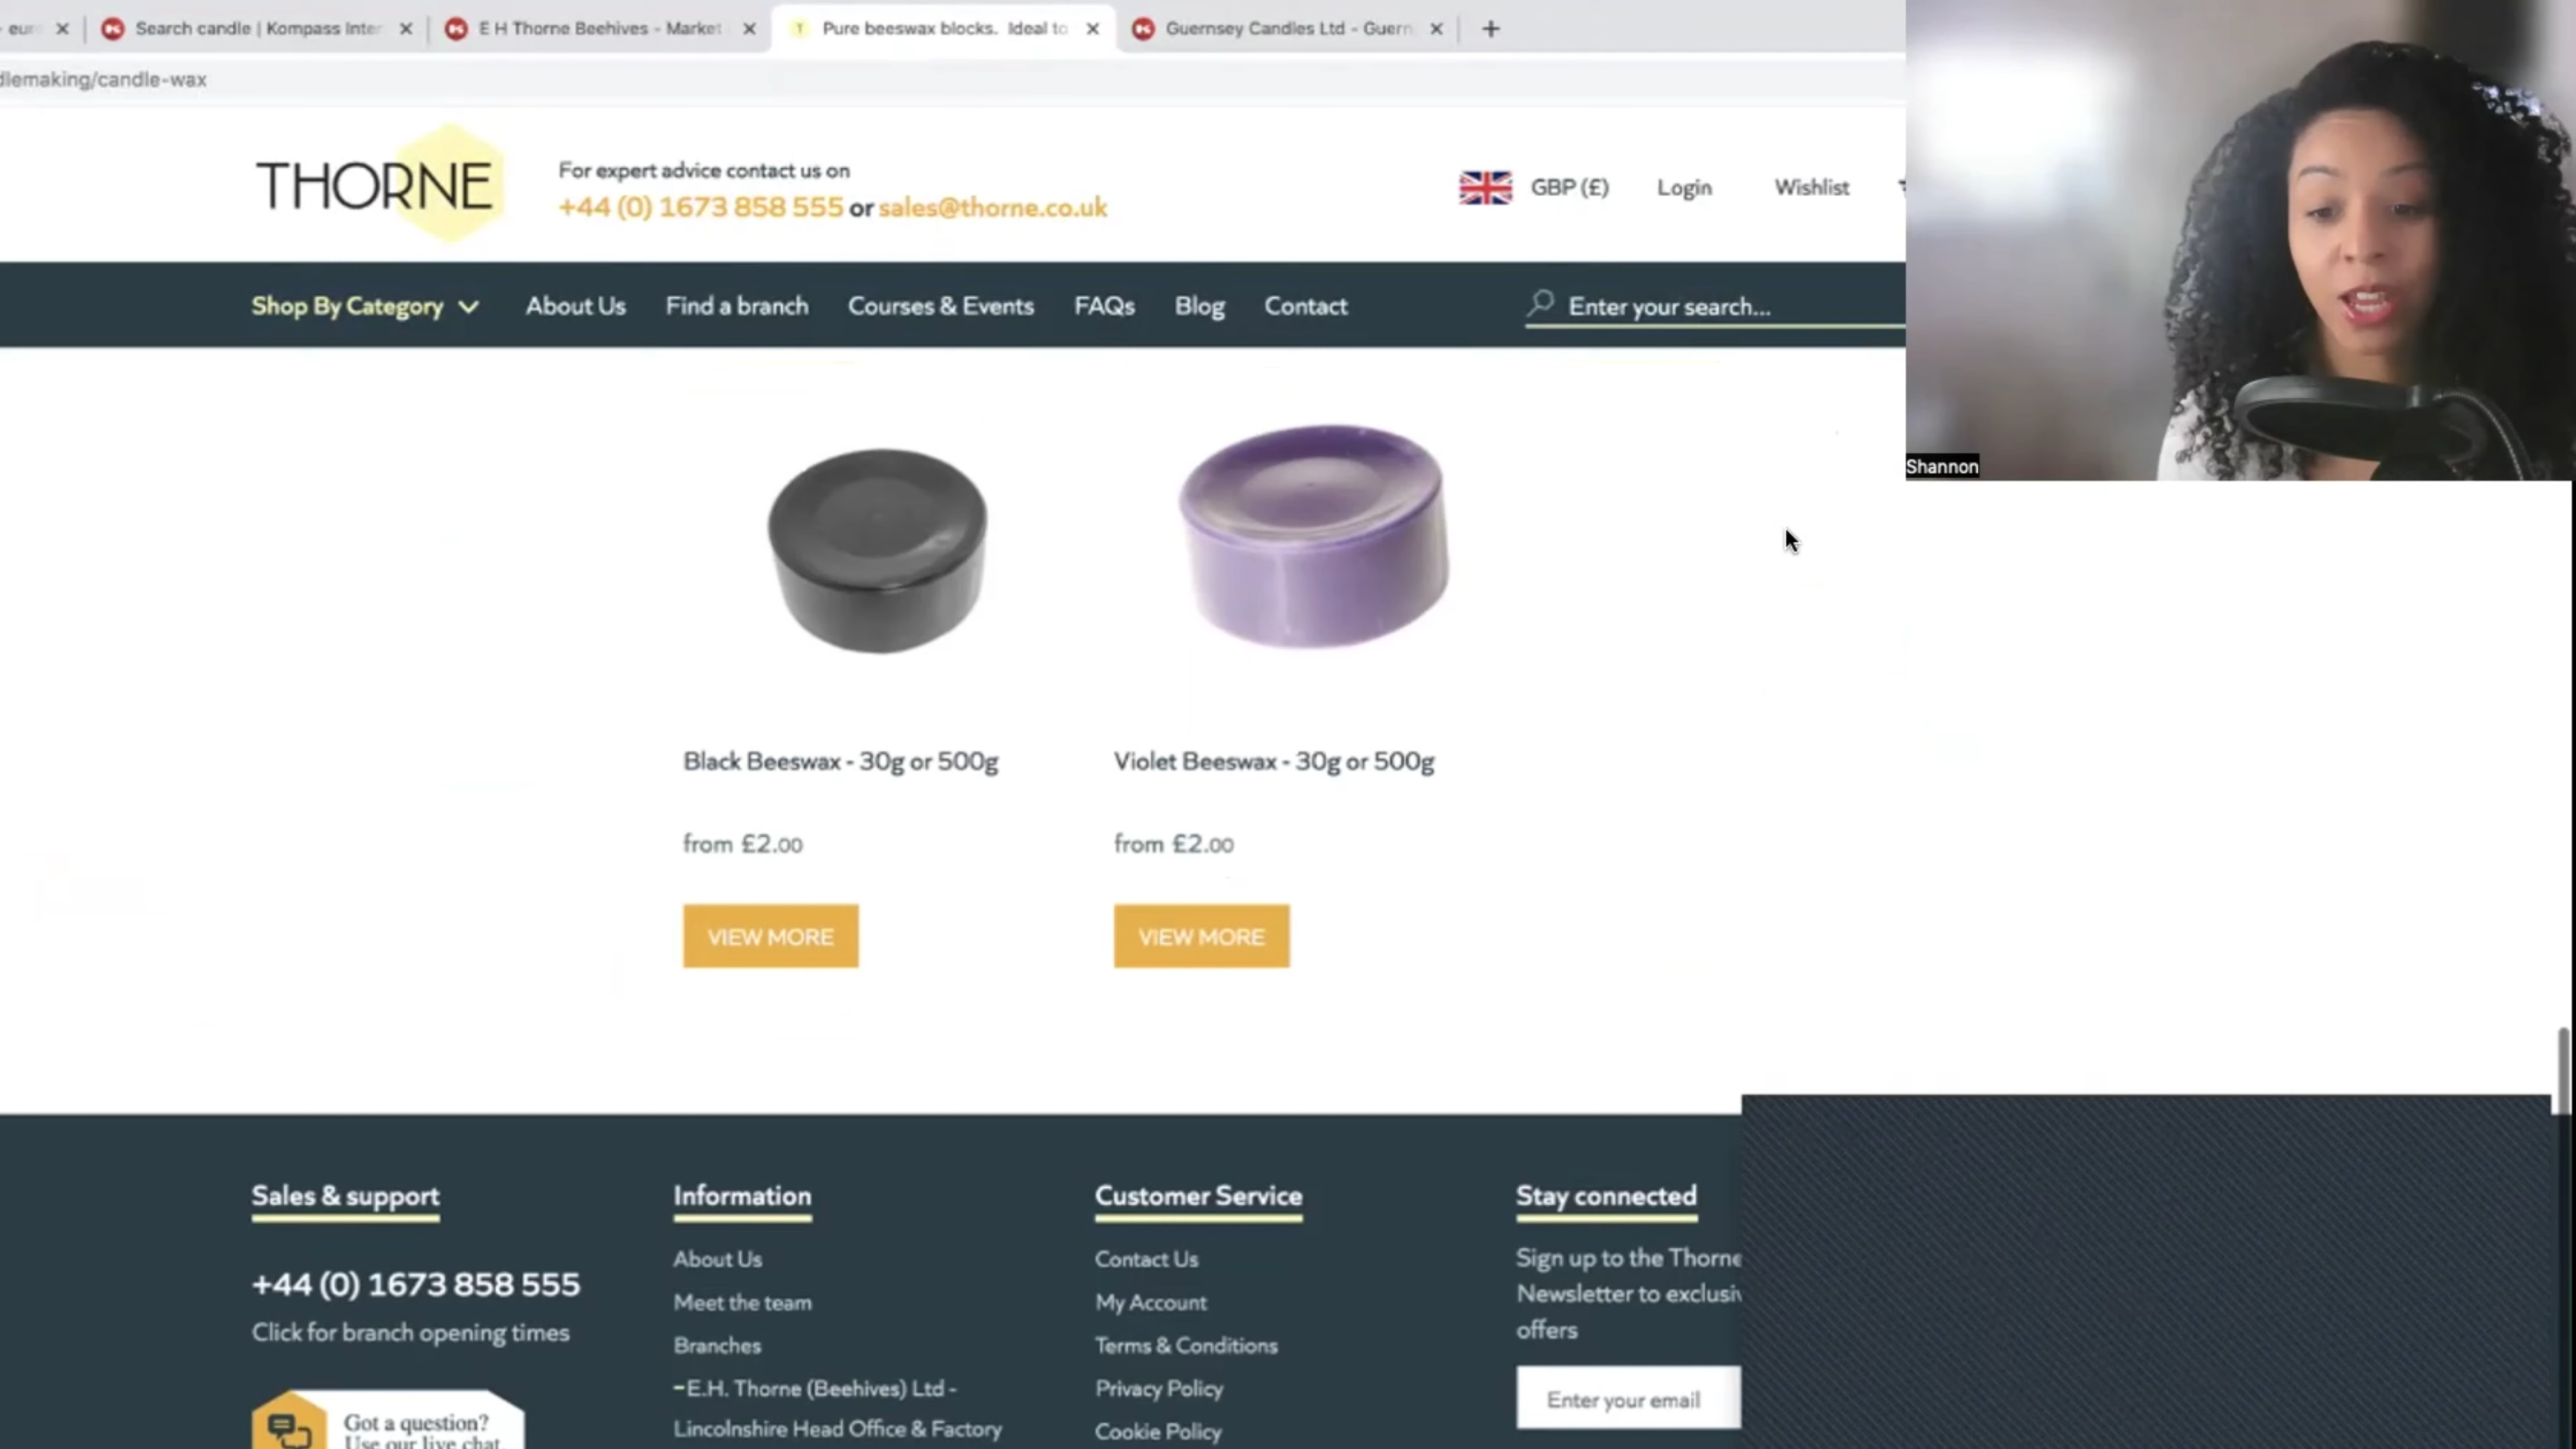 Search candle | Kompass Inter
E H Thorne Beehives - Market
Pure beeswax blocks. Ideal to
Guernsey Candles Ltd - Guern
dlemaking/candle-wax
THORNE
For expert advice contact us on
+44 (0) 1673 858 555 or sales@thorne.co.uk
GBP (£)
Login
Wishlist
Shop By Category
About Us
Find a branch
Courses & Events
FAQs
Blog
Contact
Enter your search...
Shannon
Black Beeswax - 30g or 500g
Violet Beeswax - 30g or 500g
from £2.00
from £2.00
VIEW MORE
VIEW MORE
Sales & support
+44 (0) 1673 858 555
Click for branch opening times
Got a question?
Use our live chat.
Information
About Us
Meet the team
Branches
-E.H. Thorne (Beehives) Ltd -
Lincolnshire Head Office & Factory
Customer Service
Contact Us
My Account
Terms & Conditions
Privacy Policy
Cookie Policy
Stay connected
Sign up to the Thorne
Newsletter to exclusiv
offers
Enter your email